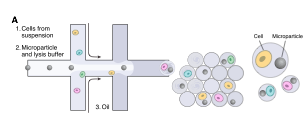 A
1. Cells from
suspension
2. Microparticle
and lysis buffer
3. Oil
Cell
Microparticle